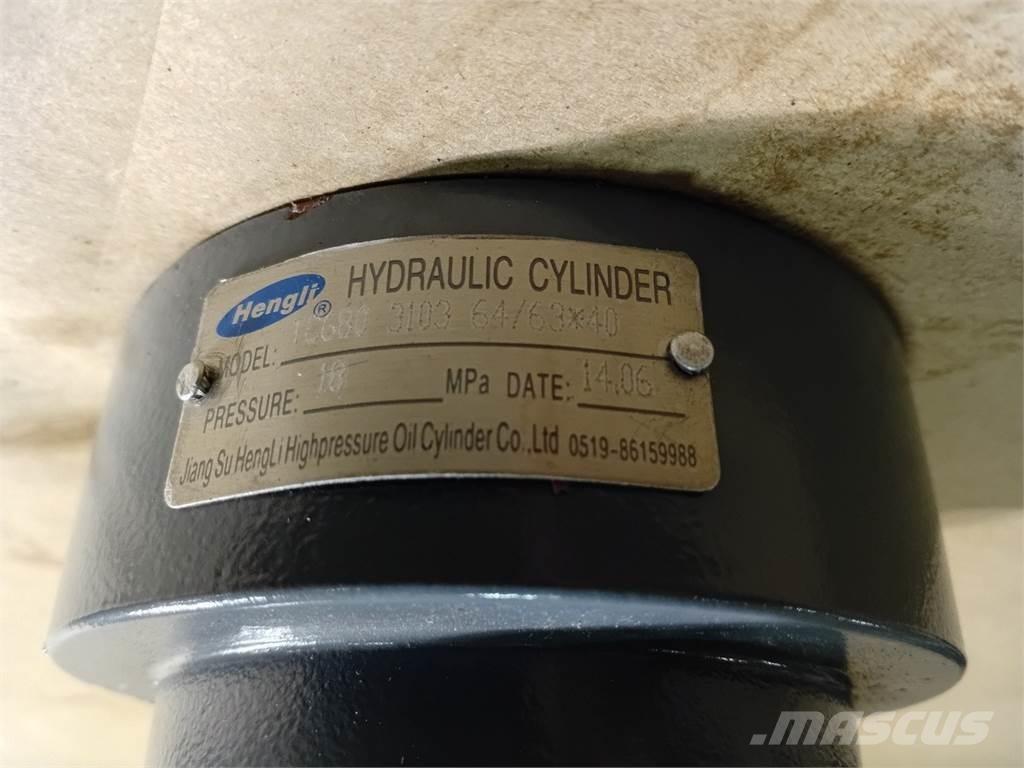 Hengli ® HYDRAULIC CYLINDER
MODEL: 3103 64/63×40
PRESSURE: 18 MPa DATE: 14.06
Jiang Su HengLi Highpressure Oil Cylinder Co.,Ltd 0519-86159988
MASCUS